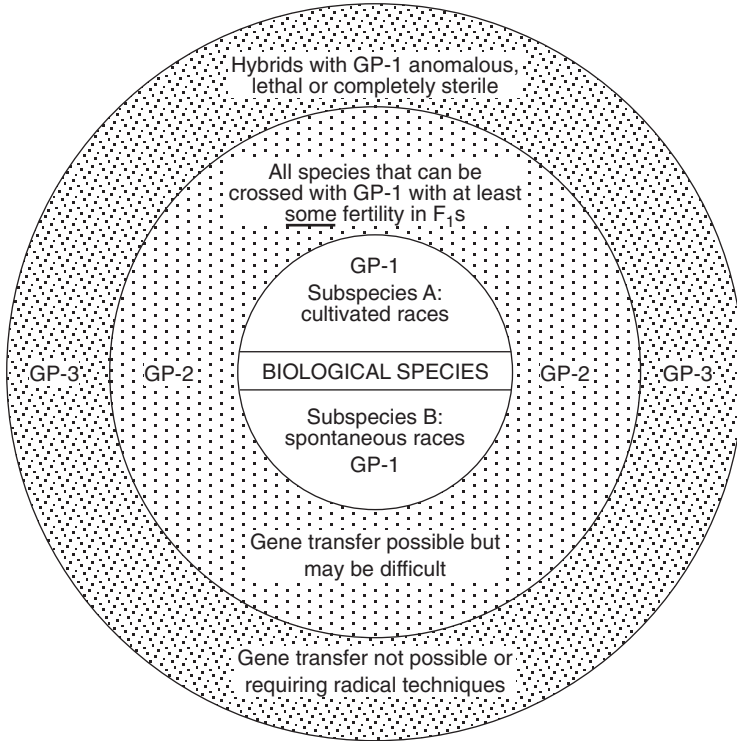 Hybrids with GP-1 anomalous,
lethal or completely sterile
All species that can be
crossed with GP-1 with at least
some fertility in F₁s
GP-1
Subspecies A:
cultivated races
GP-3 GP-2 BIOLOGICAL SPECIES GP-2 GP-3
Subspecies B:
spontaneous races
GP-1
Gene transfer possible but
may be difficult
Gene transfer not possible or
requiring radical techniques